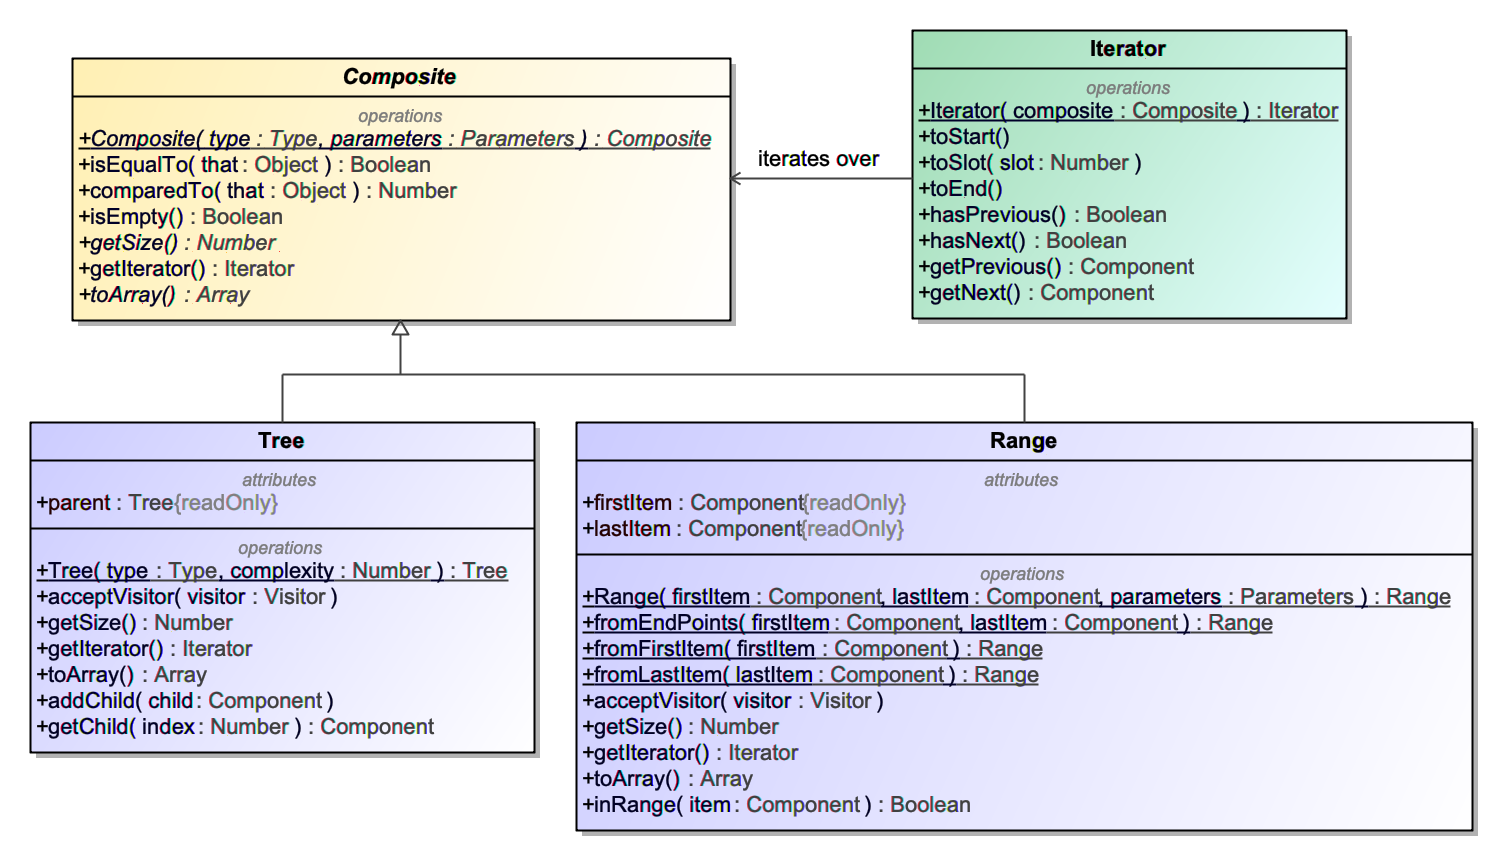 Composite
operations
+Composite( type : Type, parameters : Parameters ) : Composite
+isEqualTo( that : Object ) : Boolean
+comparedTo( that : Object ) : Number
+isEmpty() : Boolean
+getSize() : Number
+getIterator() : Iterator
+toArray() : Array
iterates over
Iterator
operations
+Iterator( composite : Composite ) : Iterator
+toStart()
+toSlot( slot : Number )
+toEnd()
+hasPrevious() : Boolean
+hasNext() : Boolean
+getPrevious() : Component
+getNext() : Component
Tree
attributes
+parent : Tree{readOnly}
operations
+Tree( type : Type, complexity : Number ) : Tree
+acceptVisitor( visitor : Visitor )
+getSize() : Number
+getIterator() : Iterator
+toArray() : Array
+addChild( child : Component )
+getChild( index : Number ) : Component
Range
attributes
+firstItem : Component{readOnly}
+lastItem : Component{readOnly}
operations
+Range( firstItem : Component, lastItem : Component, parameters : Parameters ) : Range
+fromEndPoints( firstItem : Component, lastItem : Component ) : Range
+fromFirstItem( firstItem : Component ) : Range
+fromLastItem( lastItem : Component ) : Range
+acceptVisitor( visitor : Visitor )
+getSize() : Number
+getIterator() : Iterator
+toArray() : Array
+inRange( item : Component ) : Boolean